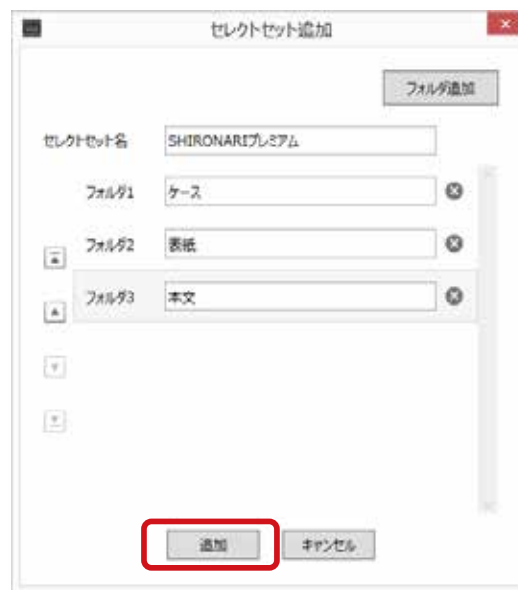 セレクトセット追加
フォルダ追加
セレクトセット名 SHIRONARIプレミアム
フォルダ1 ケース
フォルダ2 表紙
フォルダ3 本文
追加 キャンセル